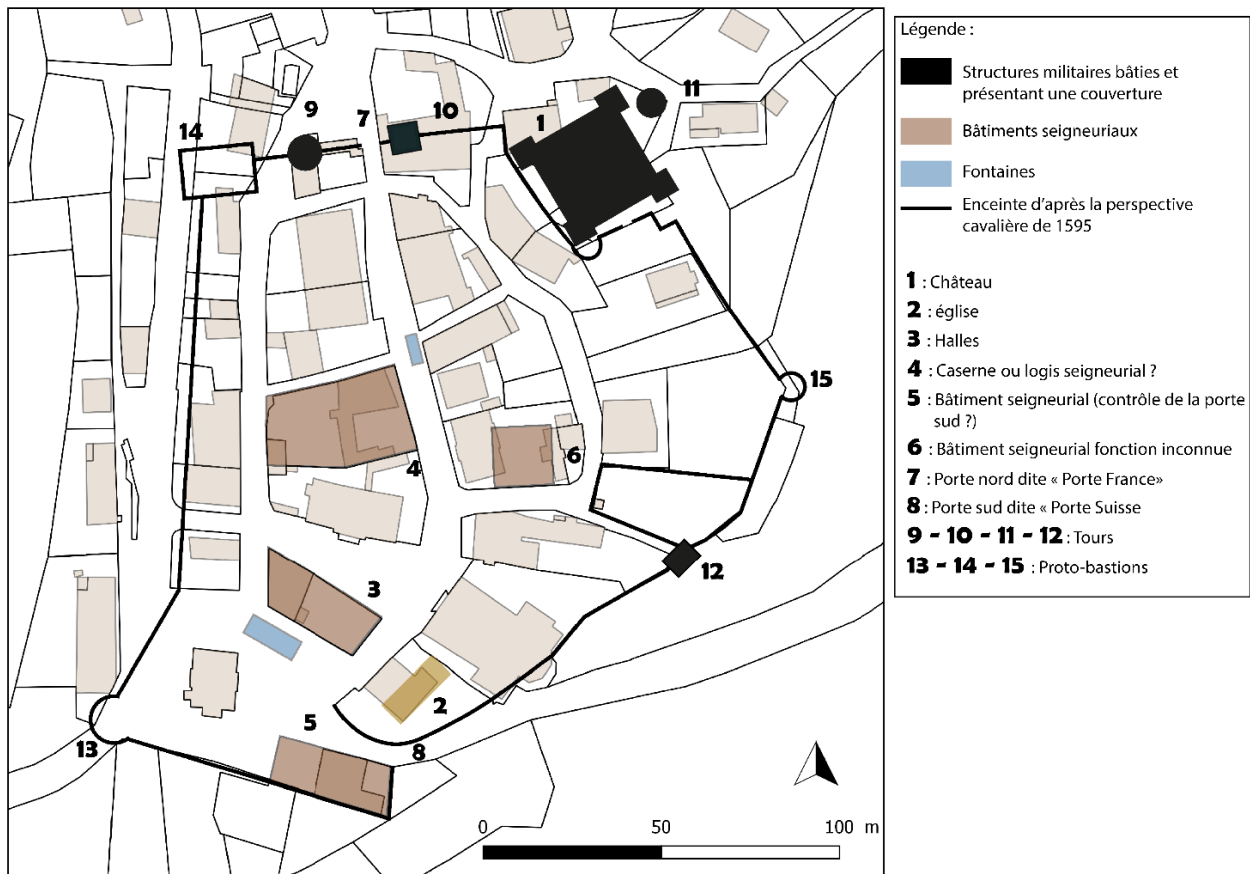 9
7
10
11
14
1
15
6
4
12
3
2
5
8
13
0 50 100 m
Légende :
Structures militaires bâties et
présentant une couverture
Bâtiments seigneuriaux
Fontaines
Enceinte d'après la perspective
cavalière de 1595
1 : Château
2 : église
3 : Halles
4 : Caserne ou logis seigneurial ?
5 : Bâtiment seigneurial (contrôle de la porte
sud ?)
6 : Bâtiment seigneurial fonction inconnue
7 : Porte nord dite « Porte France»
8 : Porte sud dite « Porte Suisse
9 - 10 - 11 - 12 : Tours
13 - 14 - 15 : Proto-bastions